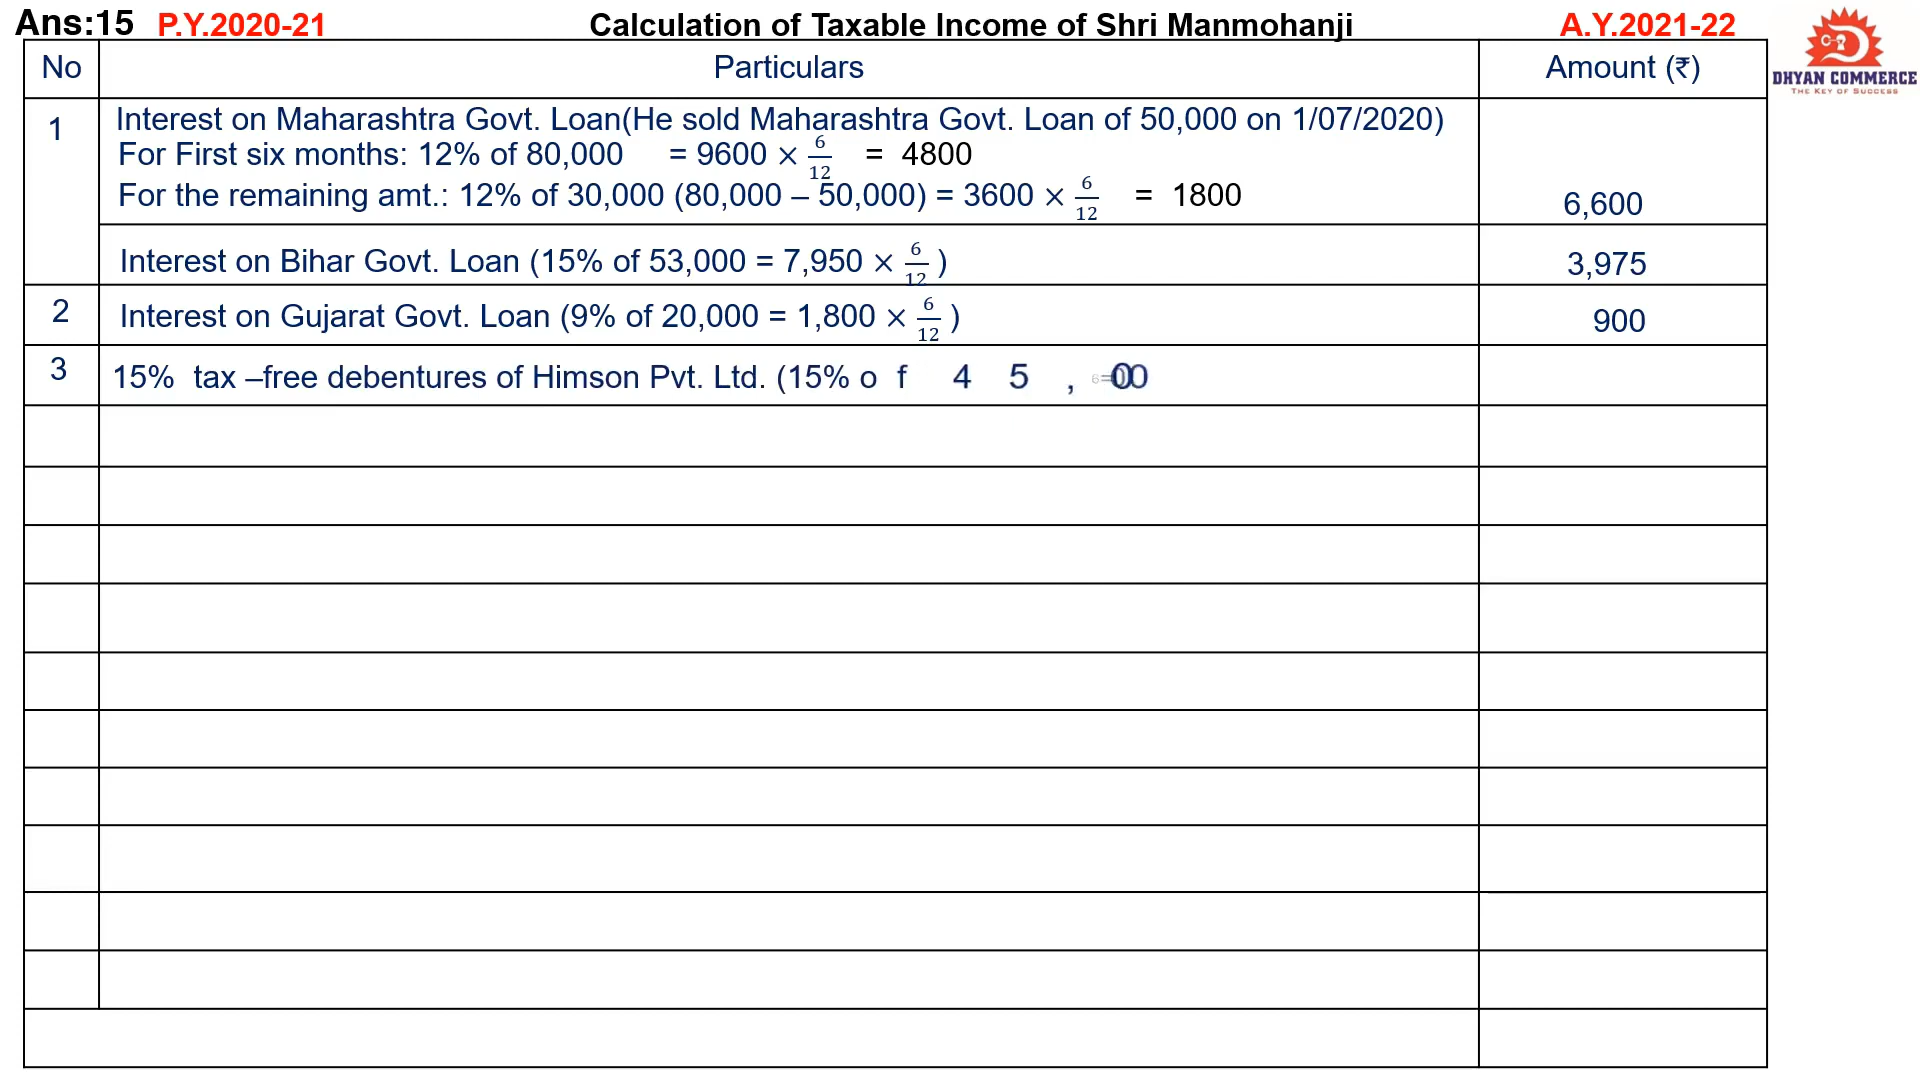 Ans:15 P.Y.2020-21 Calculation of Taxable Income of Shri Manmohanji A.Y.2021-22
DHYAN COMMERCE
THE KEY OF SUCCESS
No Particulars Amount (₹)
1 Interest on Maharashtra Govt. Loan(He sold Maharashtra Govt. Loan of 50,000 on 1/07/2020)
For First six months: 12% of 80,000 = 9600 × 6/12 = 4800
For the remaining amt.: 12% of 30,000 (80,000 – 50,000) = 3600 × 6/12 = 1800 6,600
Interest on Bihar Govt. Loan (15% of 53,000 = 7,950 × 6/12 ) 3,975
2 Interest on Gujarat Govt. Loan (9% of 20,000 = 1,800 × 6/12 ) 900
3 15% tax –free debentures of Himson Pvt. Ltd. (15% o f 4 5 ,